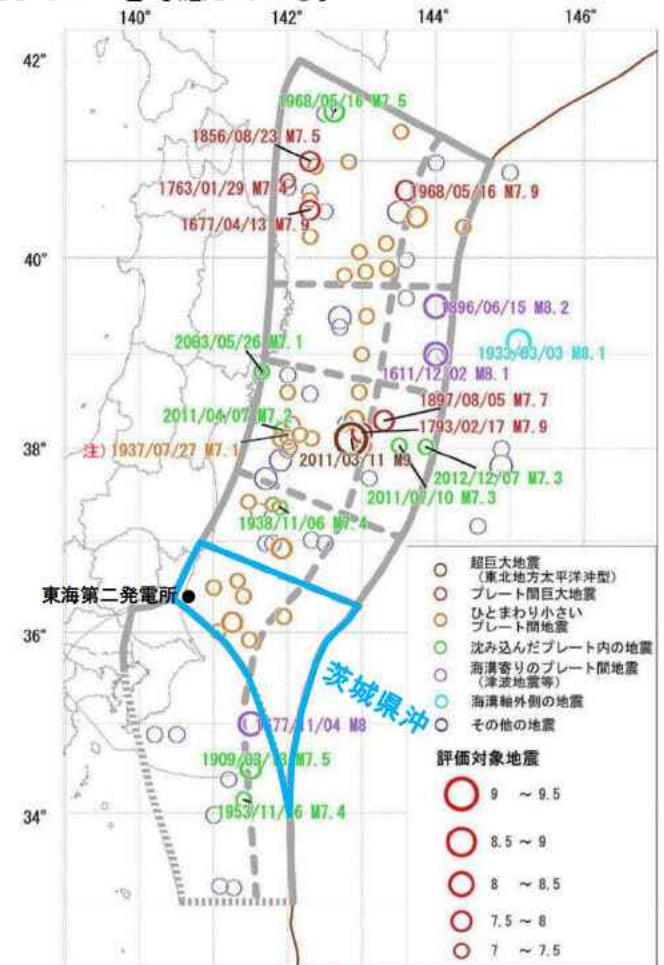 140°
142°
144°
146°
42°
1968/05/16 M7.5
1856/08/23 M7.5
1763/01/29 M7.4
1968/05/16 M7.9
1677/04/13 M7.9
40°
1896/06/15 M8.2
2003/05/26 M7.1
1933/03/03 M8.1
1611/12/02 M8.1
1897/08/05 M7.7
2011/04/07 M7.2
1793/02/17 M7.9
注) 1937/07/27 M7.1
38°
2011/03/11 M9
2012/12/07 M7.3
2011/07/10 M7.3
1938/11/06 M7.4
東海第二発電所
36°
茨城県沖
1677/11/04 M8
1909/03/13 M7.5
1953/11/26 M7.4
34°
超巨大地震
(東北地方太平洋沖型)
プレート間巨大地震
ひとまわり小さい
プレート間地震
沈み込んだプレート内の地震
海溝寄りのプレート間地震
(津波地震等)
海溝軸外側の地震
その他の地震
評価対象地震
9 ~ 9.5
8.5 ~ 9
8 ~ 8.5
7.5 ~ 8
7 ~ 7.5